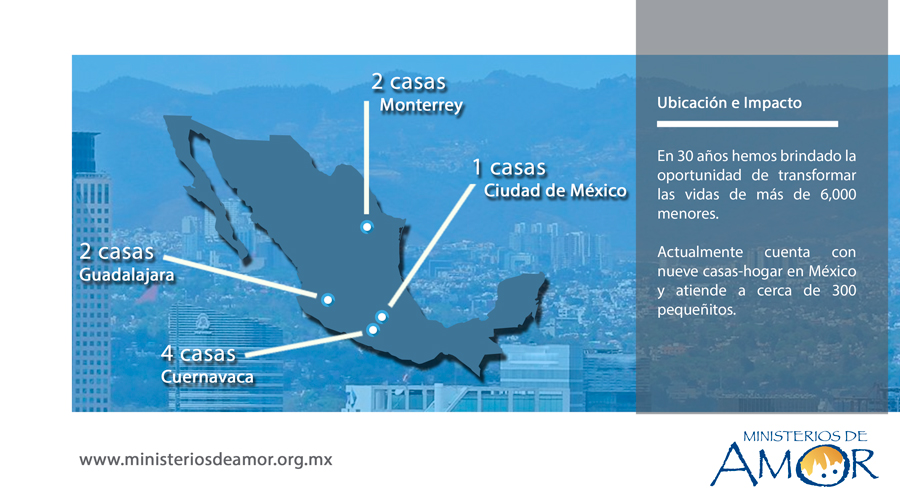 2 casas
Monterrey
1 casas
Ciudad de México
2 casas
Guadalajara
4 casas
Cuernavaca
Ubicación e Impacto
En 30 años hemos brindado la
oportunidad de transformar
las vidas de más de 6,000
menores.
Actualmente cuenta con
nueve casas-hogar en México
y atiende a cerca de 300
pequeñitos.
www.ministeriosdeamor.org.mx
MINISTERIOS DE
AMOR